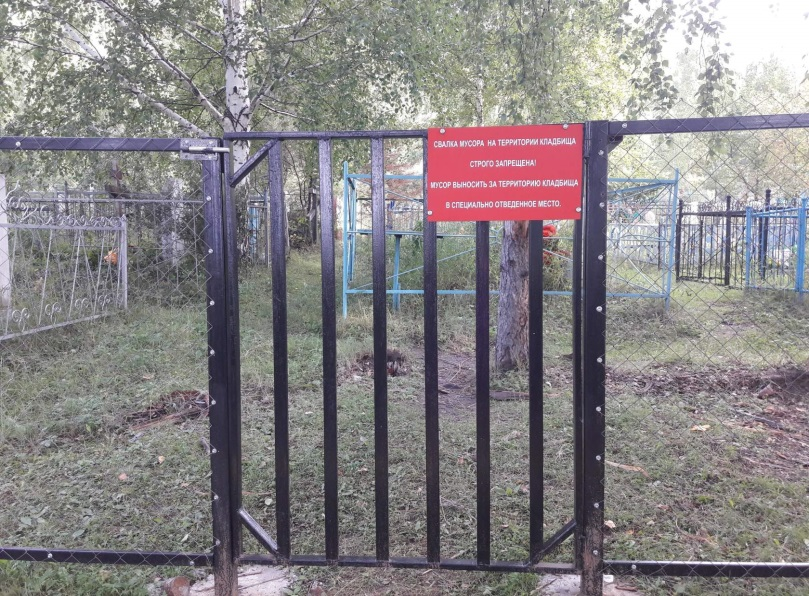 СВАЛКА МУСОРА НА ТЕРРИТОРИИ КЛАДБИЩА
СТРОГО ЗАПРЕЩЕНА!
МУСОР ВЫНОСИТЬ ЗА ТЕРРИТОРИЮ КЛАДБИЩА
В СПЕЦИАЛЬНО ОТВЕДЕННОЕ МЕСТО.